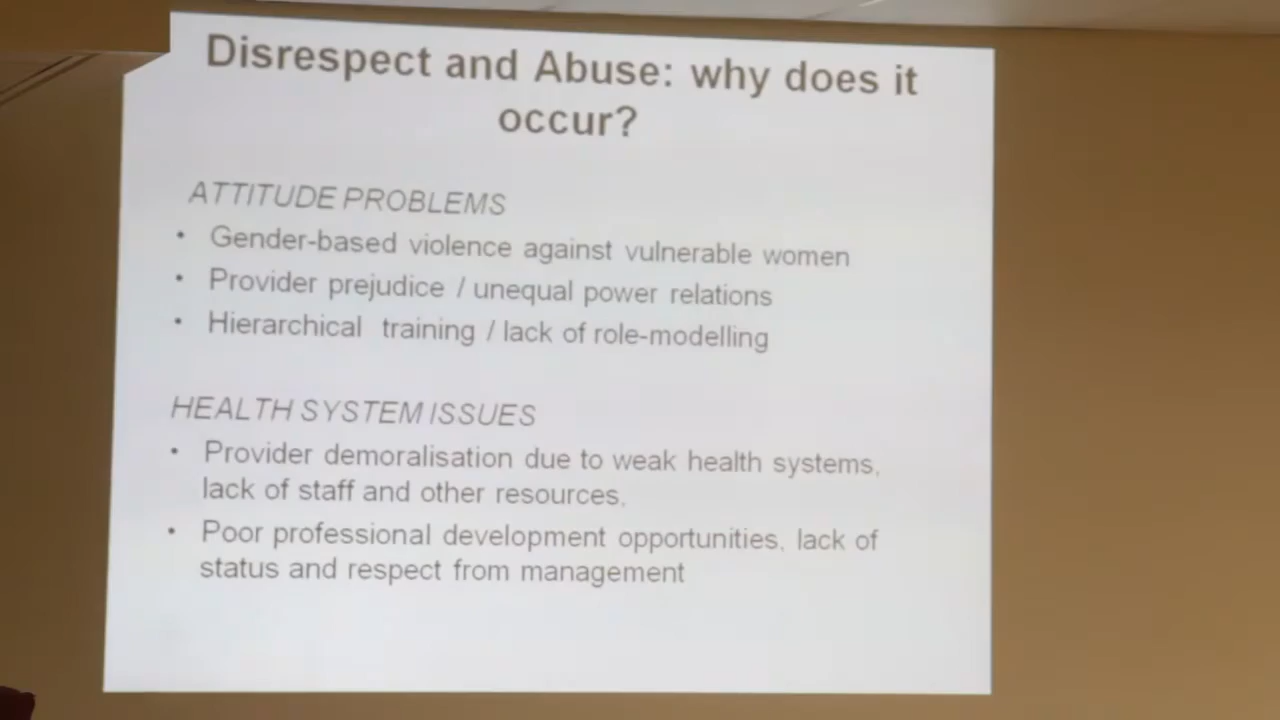 Disrespect and Abuse: why does it
occur?
ATTITUDE PROBLEMS
• Gender-based violence against vulnerable women
• Provider prejudice / unequal power relations
• Hierarchical training / lack of role-modelling
HEALTH SYSTEM ISSUES
• Provider demoralisation due to weak health systems,
lack of staff and other resources.
• Poor professional development opportunities, lack of
status and respect from management